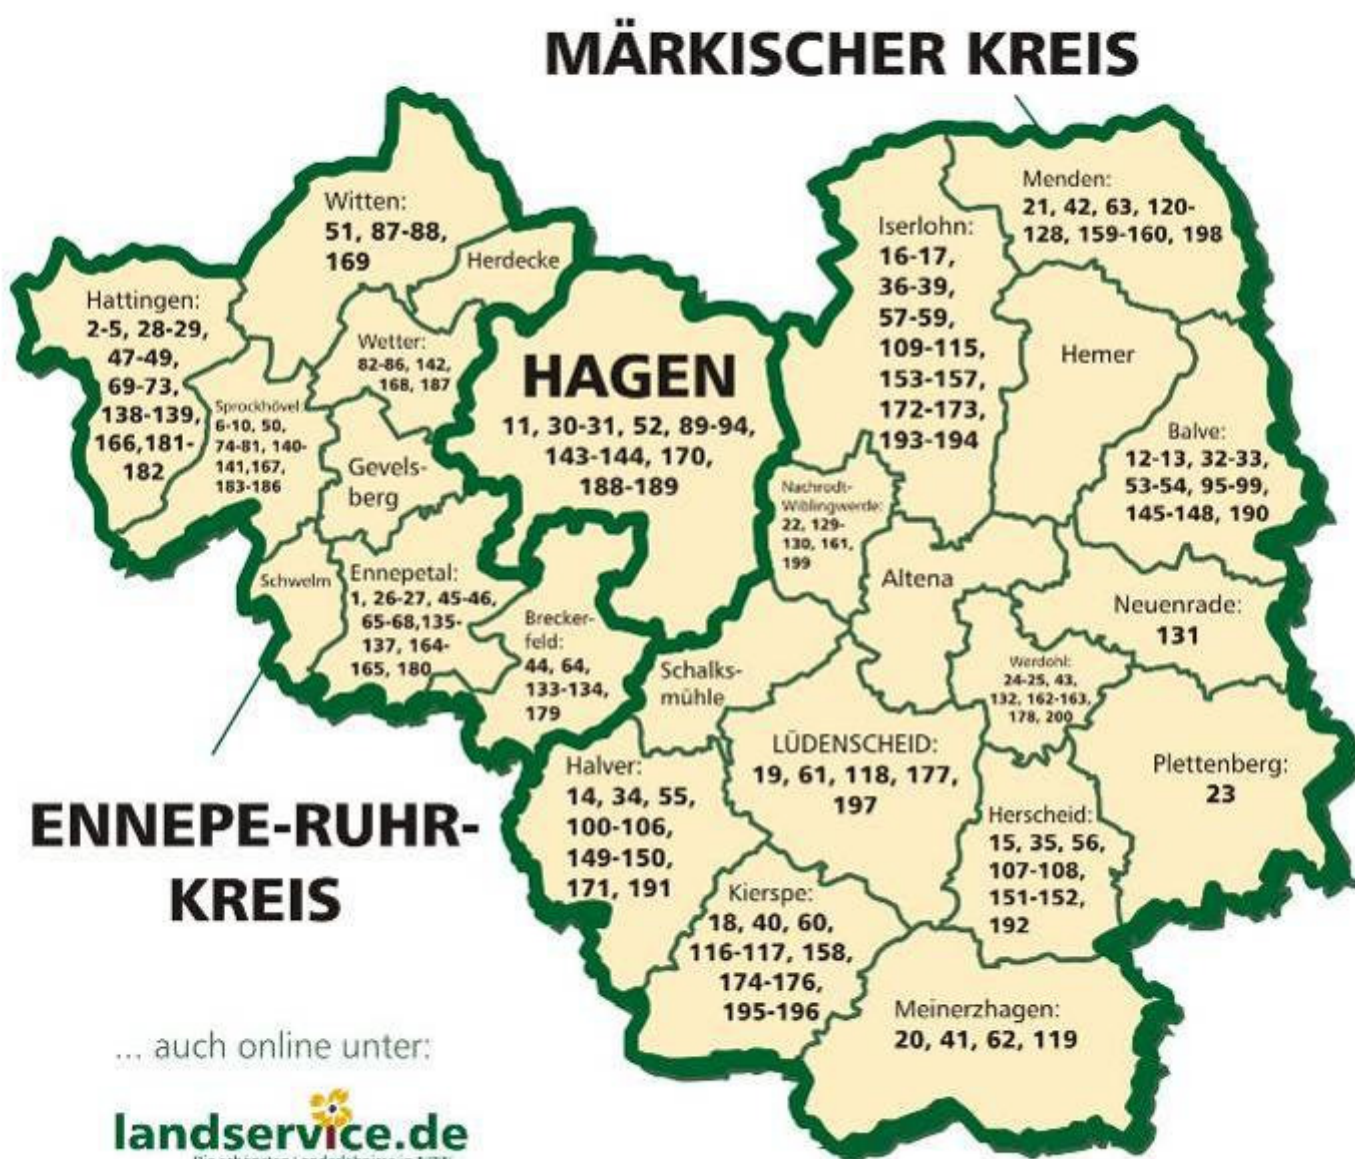 MÄRKISCHER KREIS
Witten:
51, 87-88,
169
Herdecke
Hattingen:
2-5, 28-29,
47-49,
69-73,
138-139,
166,181-
182
Wetter:
82-86, 142,
168, 187
Sprockhövel:
6-10, 50,
74-81, 140-
141,167,
183-186
Gevels-
berg
Schwelm
Ennepetal:
1, 26-27, 45-46,
65-68,135-
137, 164-
165, 180
Brecker-
feld:
44, 64,
133-134,
179
HAGEN
11, 30-31, 52, 89-94,
143-144, 170,
188-189
Iserlohn:
16-17,
36-39,
57-59,
109-115,
153-157,
172-173,
193-194
Menden:
21, 42, 63, 120-
128, 159-160, 198
Hemer
Balve:
12-13, 32-33,
53-54, 95-99,
145-148, 190
Nachrodt-
Wiblingwerde:
22, 129-
130, 161,
199
Altena
Neuenrade:
131
Werdohl:
24-25, 43,
132, 162-163,
178, 200
Schalks-
mühle
LÜDENSCHEID:
19, 61, 118, 177,
197
Plettenberg:
23
Halver:
14, 34, 55,
100-106,
149-150,
171, 191
Herscheid:
15, 35, 56,
107-108,
151-152,
192
Kierspe:
18, 40, 60,
116-117, 158,
174-176,
195-196
Meinerzhagen:
20, 41, 62, 119
ENNEPE-RUHR-
KREIS
... auch online unter:
landservice.de